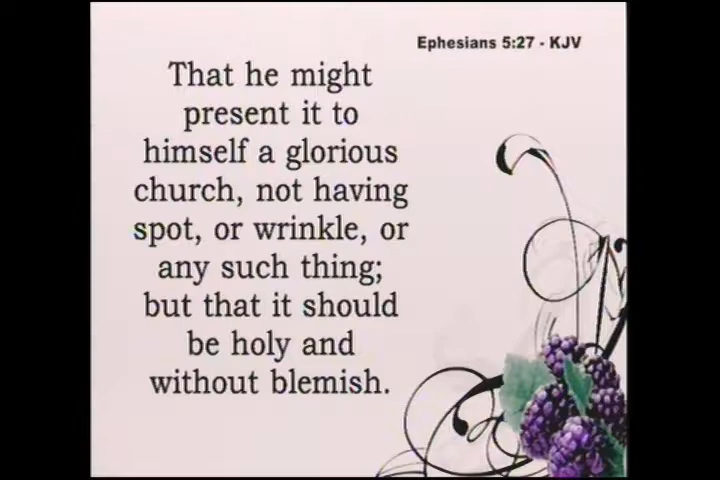 Ephesians 5:27 - KJV
That he might
present it to
himself a glorious
church, not having
spot, or wrinkle, or
any such thing;
but that it should
be holy and
without blemish.